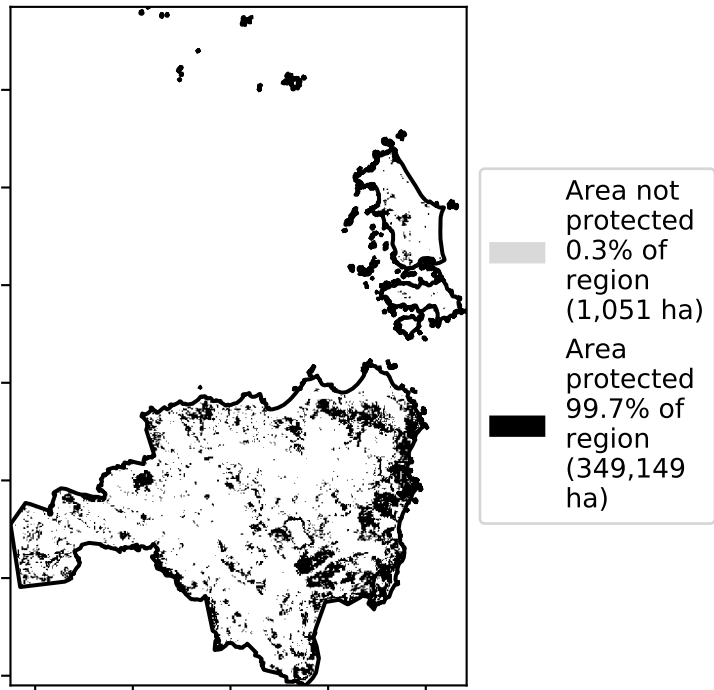 Area not
protected
0.3% of
region
(1,051 ha)
Area
protected
99.7% of
region
(349,149
ha)